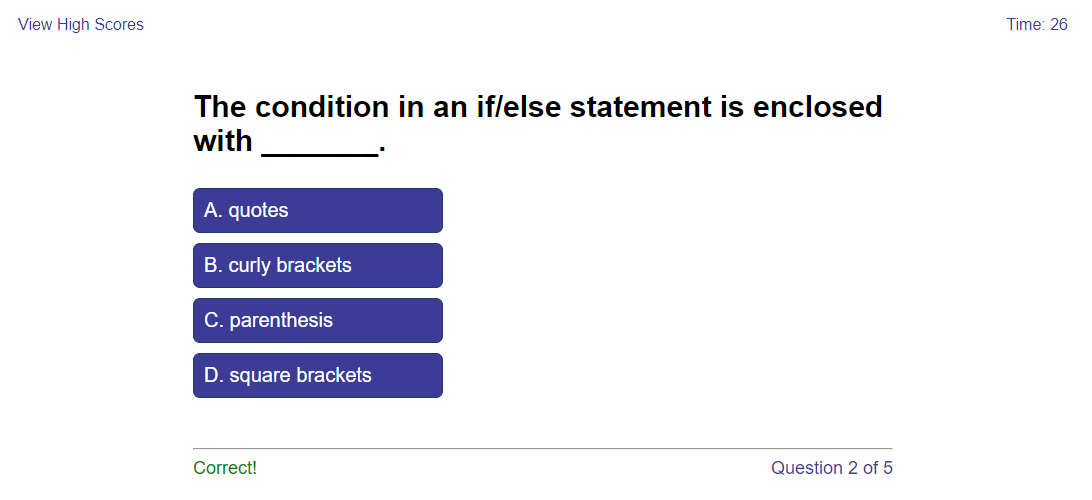 View High Scores
Time: 26
The condition in an if/else statement is enclosed
with _______.
A. quotes
B. curly brackets
C. parenthesis
D. square brackets
Correct!
Question 2 of 5